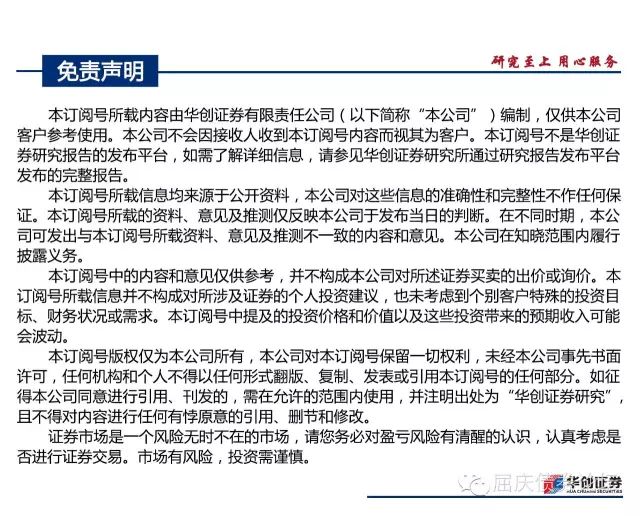 免责声明
研究至上 用心服务
本订阅号所载内容由华创证券有限责任公司（以下简称“本公司”）编制，仅供本公司
客户参考使用。本公司不会因接收人收到本订阅号内容而视其为客户。本订阅号不是华创证
券研究报告的发布平台，如需了解详细信息，请参见华创证券研究所通过研究报告发布平台
发布的完整报告。
本订阅号所载信息均来源于公开资料，本公司对这些信息的准确性和完整性不作任何保
证。本订阅号所载的资料、意见及推测仅反映本公司于发布当日的判断。在不同时期，本公
司可发出与本订阅号所载资料、意见及推测不一致的内容和意见。本公司在知晓范围内履行
披露义务。
本订阅号中的内容和意见仅供参考，并不构成本公司对所述证券买卖的出价或询价。本
订阅号所载信息并不构成对所涉及证券的个人投资建议，也未考虑到个别客户特殊的投资目
标、财务状况或需求。本订阅号中提及的投资价格和价值以及这些投资带来的预期收入可能
会波动。
本订阅号版权仅为本公司所有，本公司对本订阅号保留一切权利，未经本公司事先书面
许可，任何机构和个人不得以任何形式翻版、复制、发表或引用本订阅号的任何部分。如征
得本公司同意进行引用、刊发的，需在允许的范围内使用，并注明出处为“华创证券研究”，
且不得对内容进行任何有悖原意的引用、删节和修改。
证券市场是一个风险无时不在的市场，请您务必对盈亏风险有清醒的认识，认真考虑是
否进行证券交易。市场有风险，投资需谨慎。
屈庆债
华创证券
HUA CHUANG SECURITIES